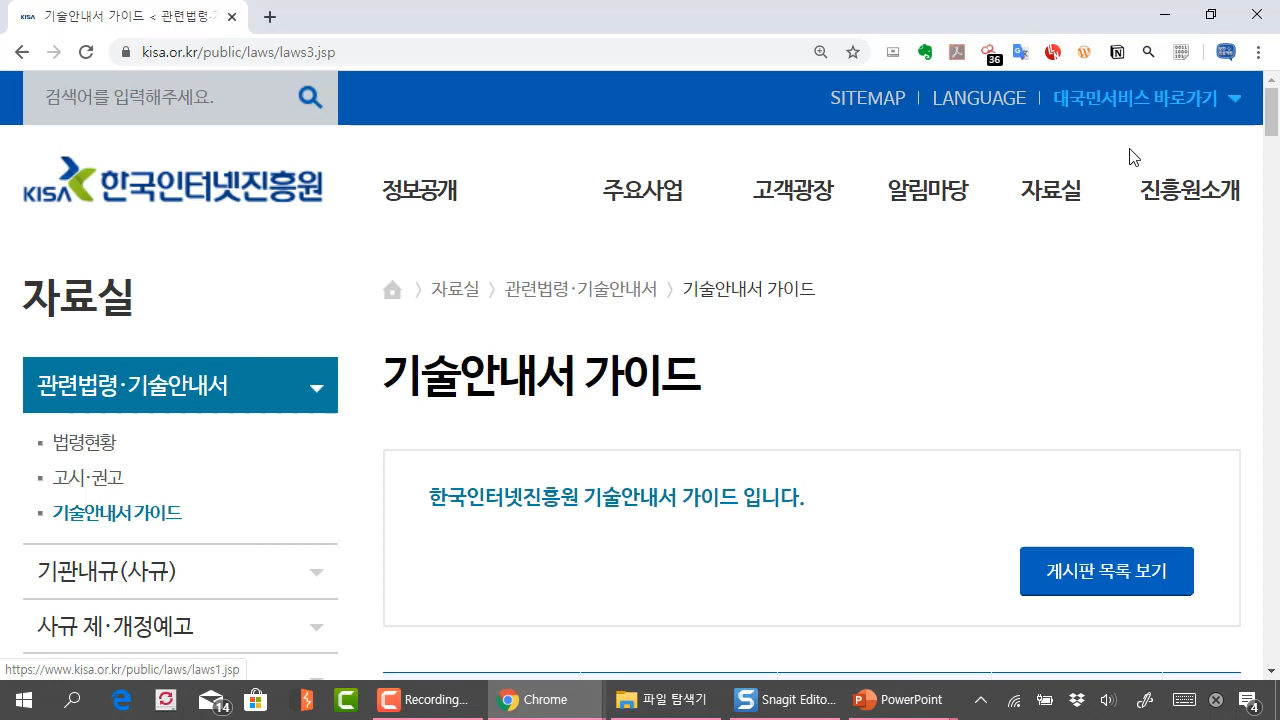 KISA 기술안내서 가이드 < 관련법령·기
kisa.or.kr/public/laws/laws3.jsp
36
검색어를 입력해주세요.
SITEMAP
LANGUAGE
대국민서비스 바로가기
KISA 한국인터넷진흥원
정보공개
주요사업
고객광장
알림마당
자료실
진흥원소개
자료실
자료실 〉 관련법령·기술안내서 〉 기술안내서 가이드
기술안내서 가이드
관련법령·기술안내서
법령현황
고시·권고
기술안내서 가이드
기관내규(사규)
사규 제·개정예고
한국인터넷진흥원 기술안내서 가이드 입니다.
게시판 목록 보기
https://www.kisa.or.kr/public/laws/laws1.jsp
14
Recording...
Chrome
파일 탐색기
Snagit Edito...
PowerPoint
4